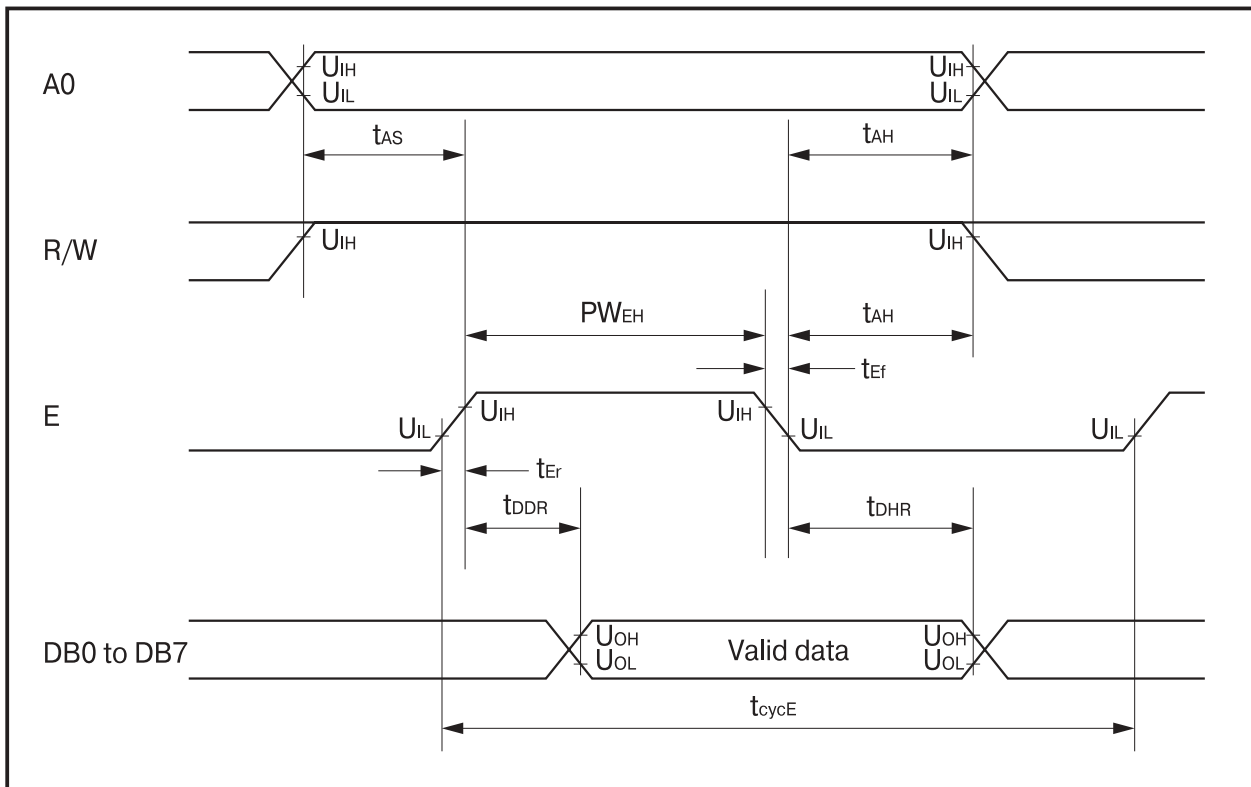 A0
UIH
UIL
UIH
UIL
tAS
tAH
R/W
UIH
UIH
PWEH
tAH
tEf
E
UIL
UIH
UIH
UIL
UIL
tEr
tDDR
tDHR
DB0 to DB7
UOH
UOL
Valid data
UOH
UOL
tcycE